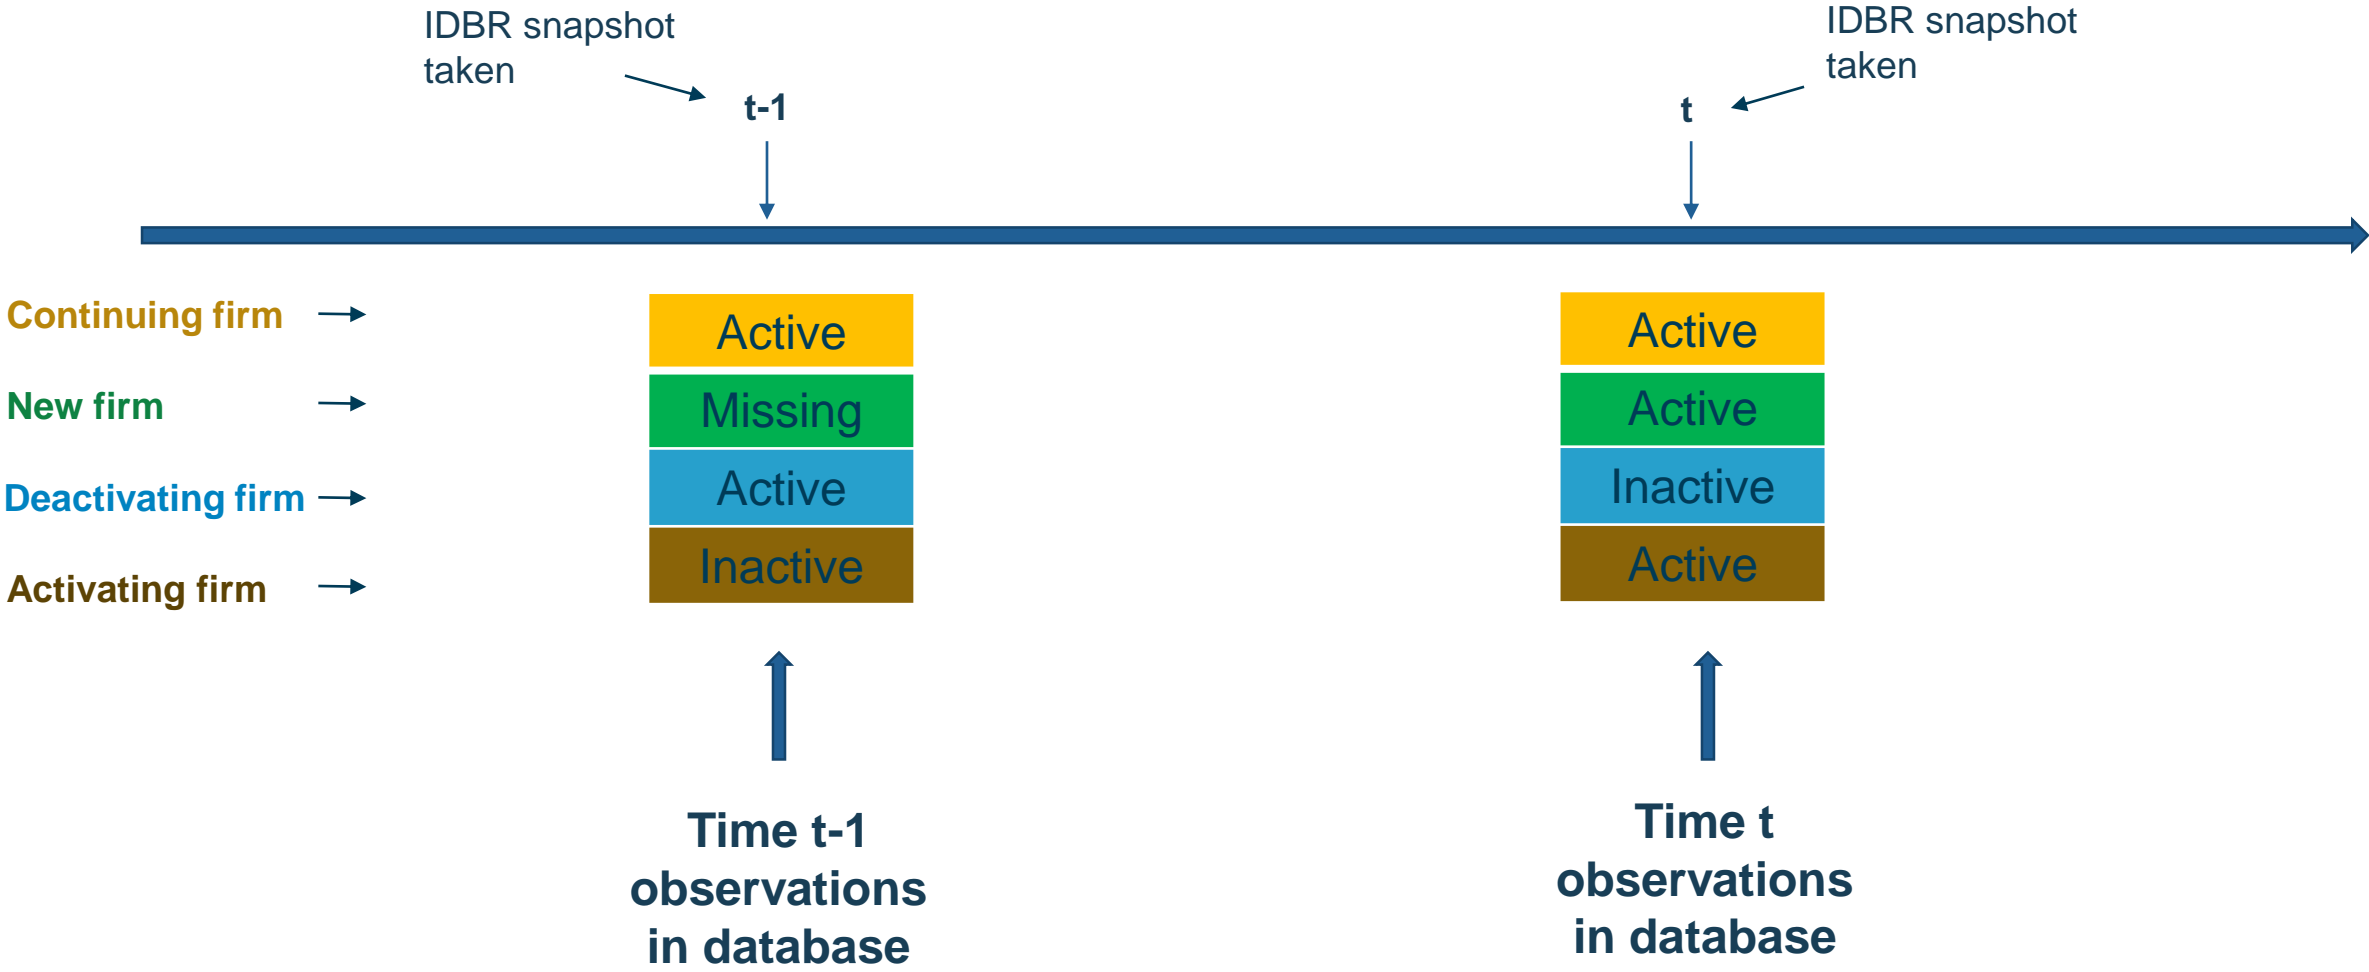 IDBR snapshot
taken
IDBR snapshot
taken
t-1
t
Continuing firm
Active
Active
New firm
Missing
Active
Deactivating firm
Active
Inactive
Activating firm
Inactive
Active
Time t-1
observations
in database
Time t
observations
in database